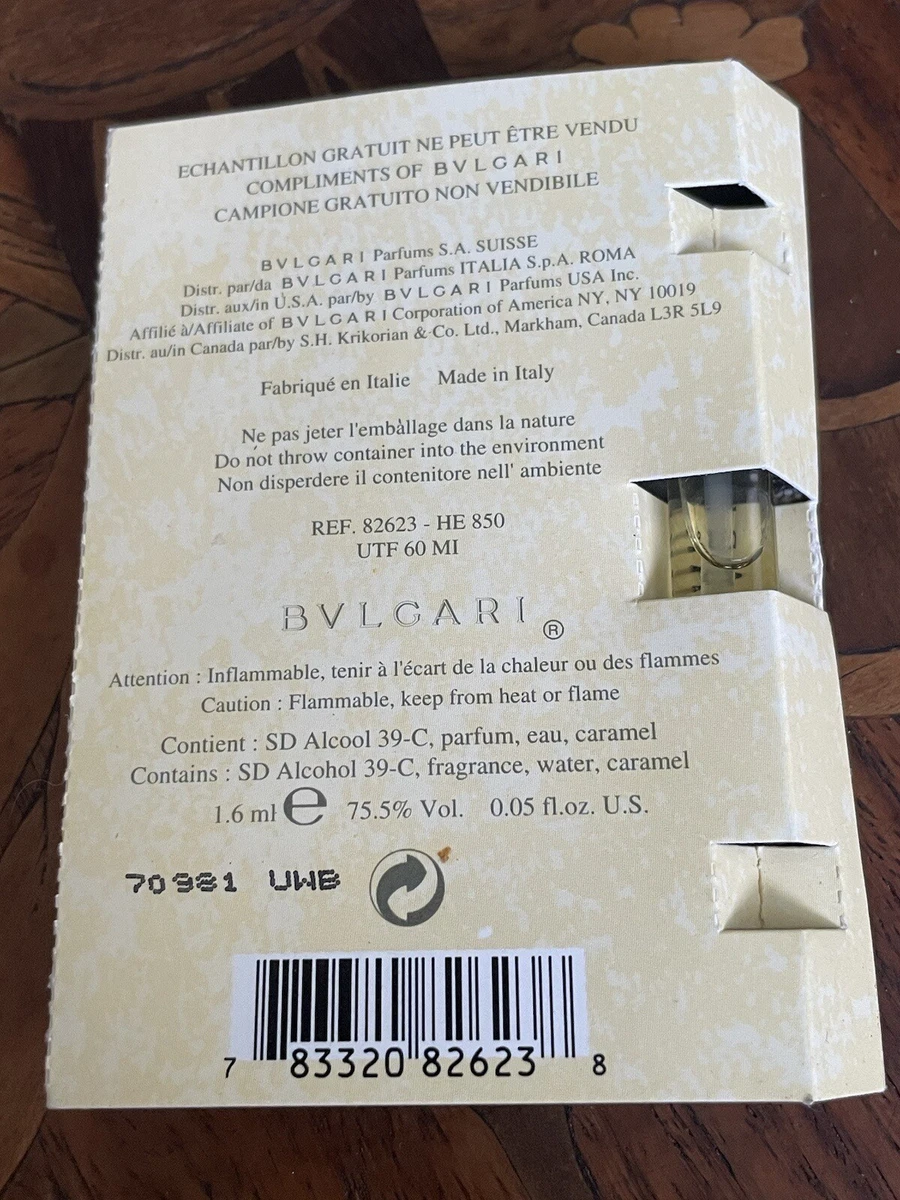 ECHANTILLON GRATUIT NE PEUT ÊTRE VENDU
COMPLIMENTS OF BVLGARI
CAMPIONE GRATUITO NON VENDIBILE
BVLGARI Parfums S.A. SUISSE
Distr. par/da BVLGARI Parfums ITALIA S.p.A. ROMA
Distr. aux/in U.S.A. par/by BVLGARI Parfums USA Inc.
Affilié à/Affiliate of BVLGARI Corporation of America NY, NY 10019
Distr. au/in Canada par/by S.H. Krikorian & Co. Ltd., Markham, Canada L3R 5L9
Fabriqué en Italie Made in Italy
Ne pas jeter l'emballage dans la nature
Do not throw container into the environment
Non disperdere il contenitore nell' ambiente
REF. 82623 - HE 850
UTF 60 MI
BVLGARI ®
Attention : Inflammable, tenir à l'écart de la chaleur ou des flammes
Caution : Flammable, keep from heat or flame
Contient : SD Alcool 39-C, parfum, eau, caramel
Contains : SD Alcohol 39-C, fragrance, water, caramel
1.6 ml e 75.5% Vol. 0.05 fl.oz. U.S.
70981 UWB
7 83320 82623 8